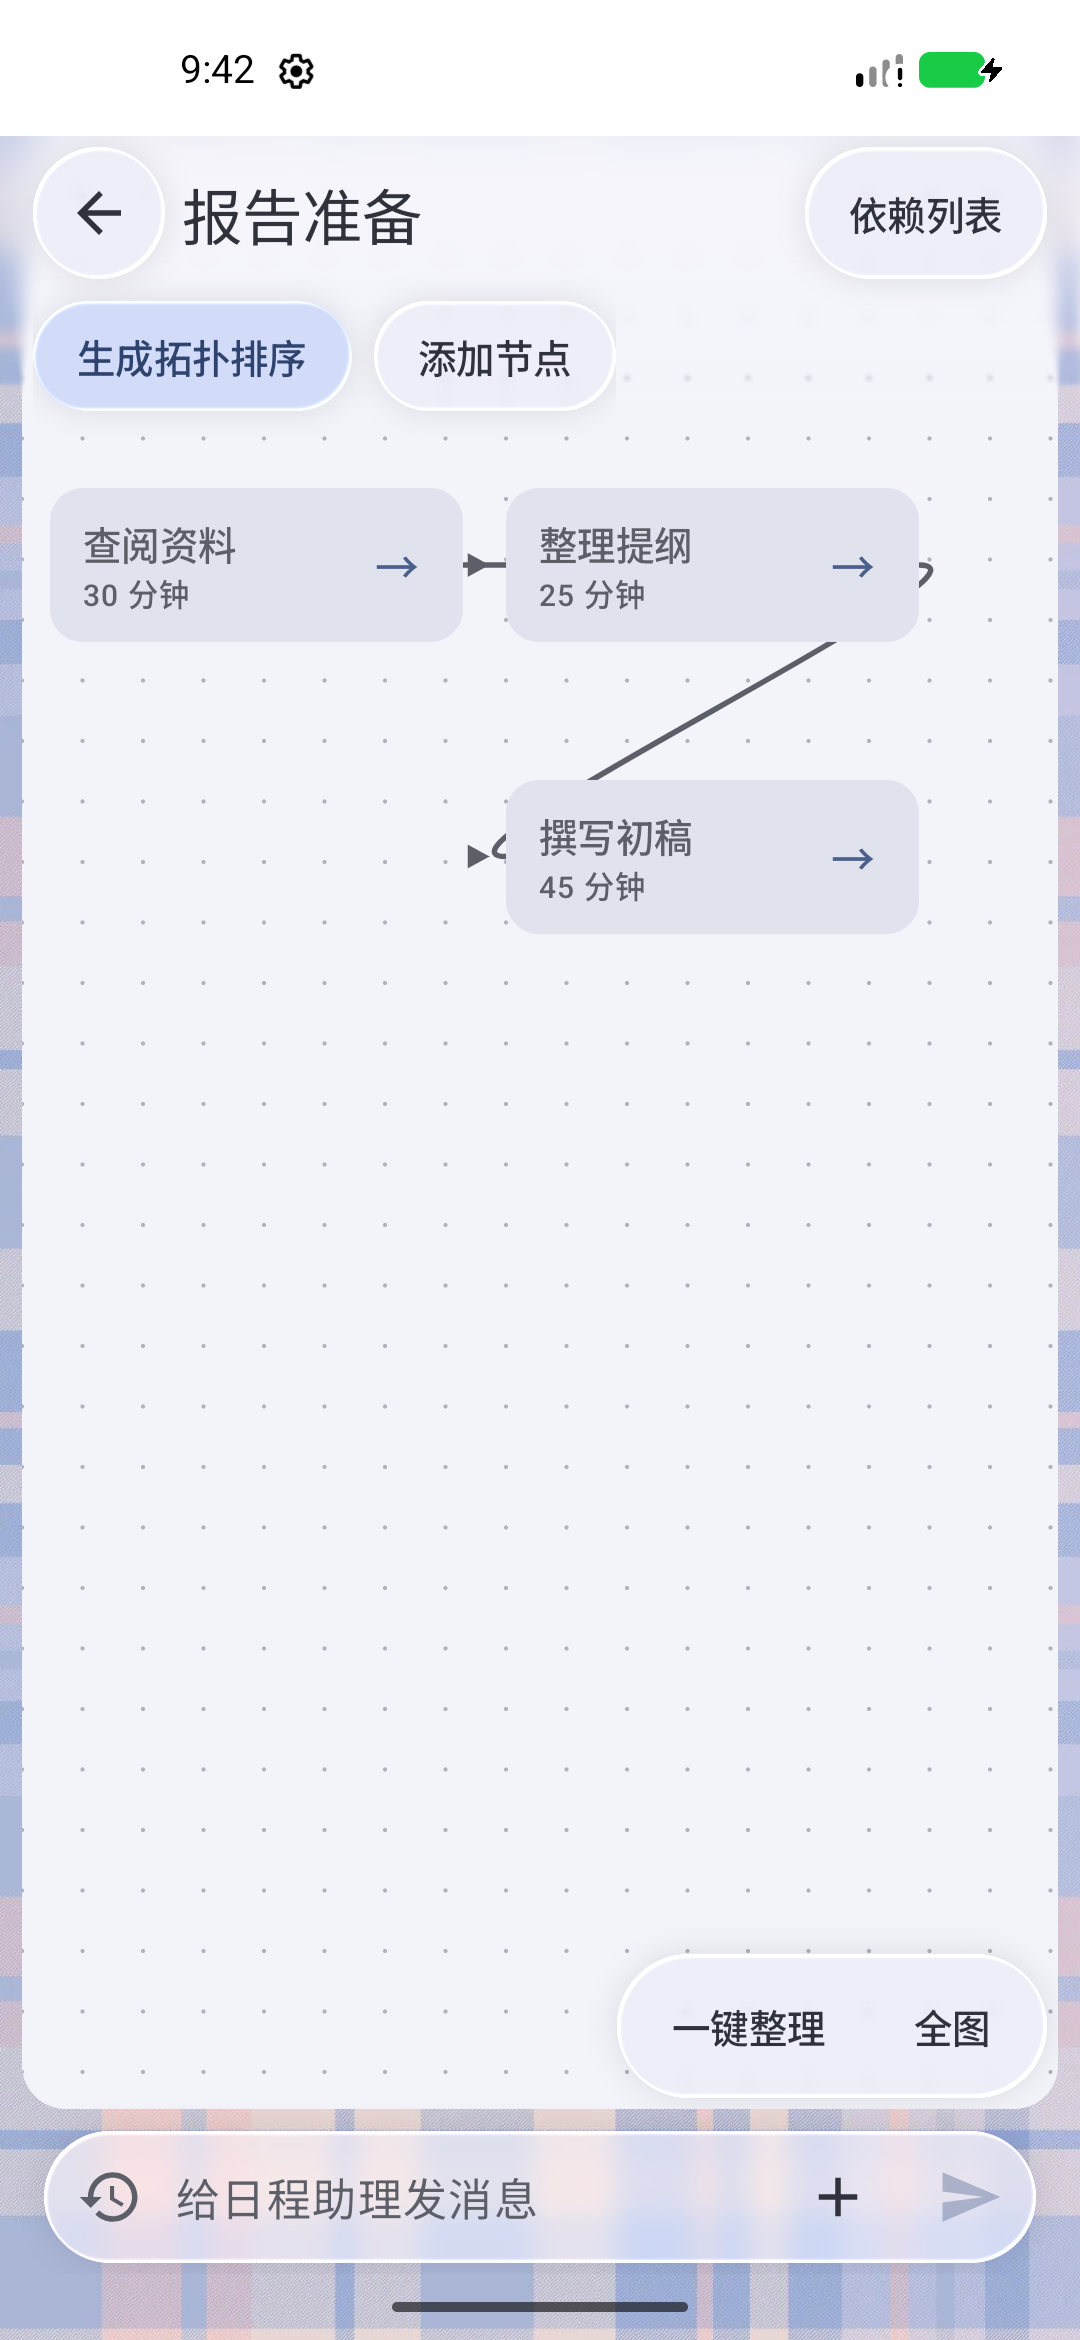 9:42
报告准备
依赖列表
生成拓扑排序
添加节点
查阅资料
30 分钟
整理提纲
25 分钟
撰写初稿
45 分钟
一键整理
全图
给日程助理发消息